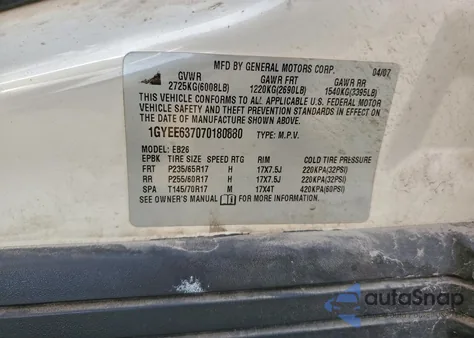 MFD BY GENERAL MOTORS CORP. 04/07
GVWR GAWR FRT GAWR RR
2725KG(6008LB) 1220KG(2690LB) 1540KG(3395LB)
THIS VEHICLE CONFORMS TO ALL APPLICABLE U.S. FEDERAL MOTOR
VEHICLE SAFETY AND THEFT PREVENTION STANDARDS IN EFFECT ON
THE DATE OF MANUFACTURE SHOWN ABOVE.
1GYEE637070180880 TYPE: M.P.V.
MODEL: EB26
EPBK TIRE SIZE SPEED RTG RIM COLD TIRE PRESSURE
FRT P235/65R17 H 17X7.5J 220KPA(32PSI)
RR P255/60R17 H 17X7.5J 220KPA(32PSI)
SPA T145/70R17 M 17X4T 420KPA(60PSI)
SEE OWNER'S MANUAL FOR MORE INFORMATION.
autoSnap